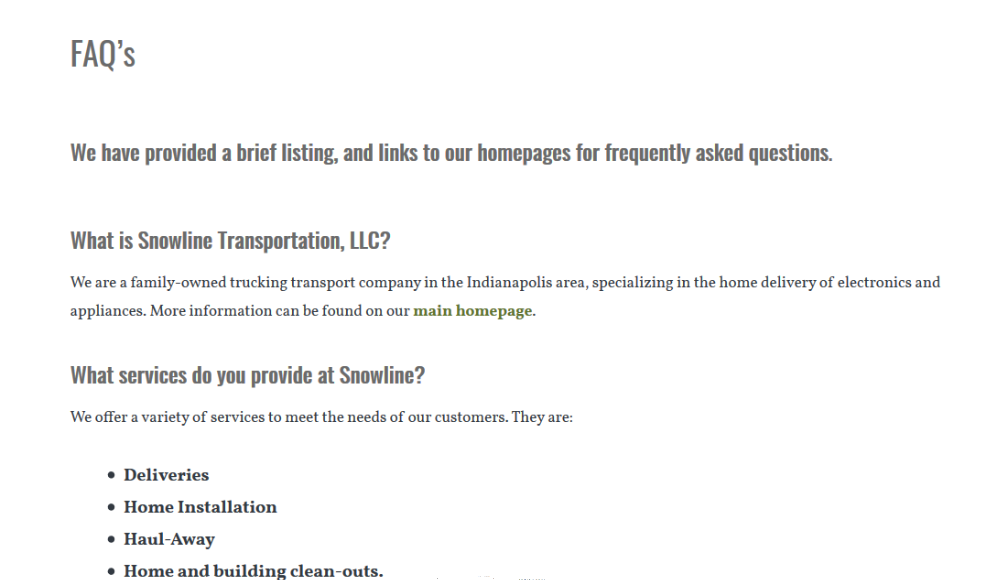 FAQ’s
We have provided a brief listing, and links to our homepages for frequently asked questions.
What is Snowline Transportation, LLC?
We are a family-owned trucking transport company in the Indianapolis area, specializing in the home delivery of electronics and
appliances. More information can be found on our main homepage.
What services do you provide at Snowline?
We offer a variety of services to meet the needs of our customers. They are:
• Deliveries
• Home Installation
• Haul-Away
• Home and building clean-outs.